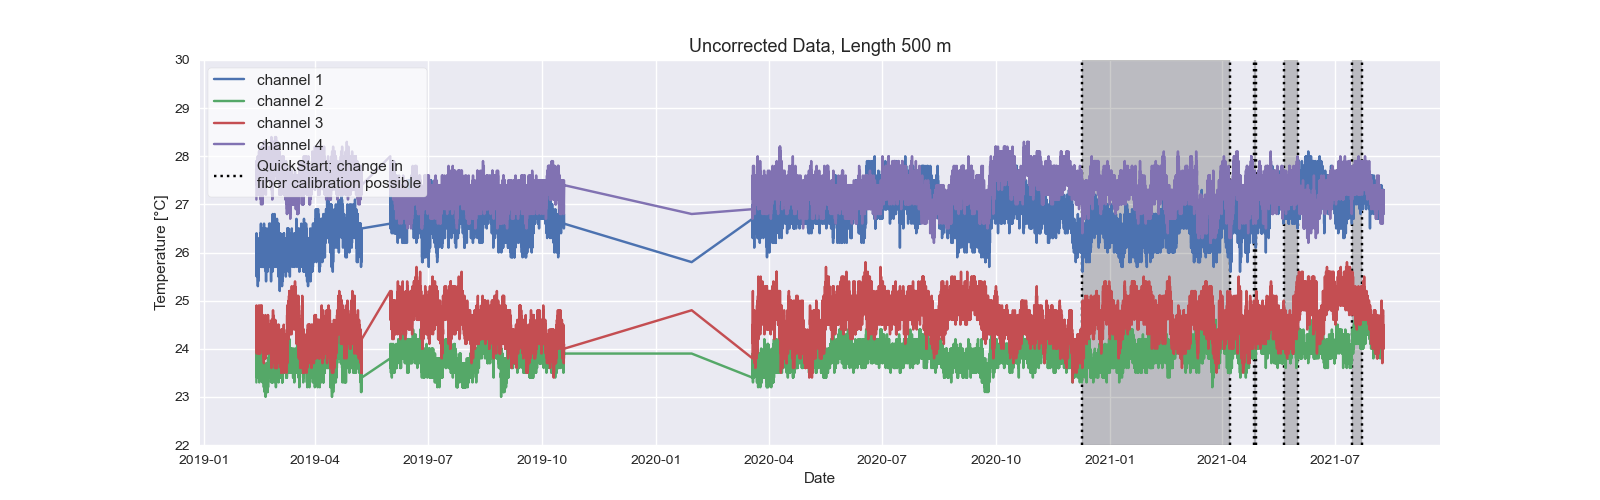 Uncorrected Data, Length 500 m
30
29
28
27
26
25
24
23
22
Temperature [°C]
channel 1
channel 2
channel 3
channel 4
QuickStart; change in
fiber calibration possible
2019-01 2019-04 2019-07 2019-10 2020-01 2020-04 2020-07 2020-10 2021-01 2021-04 2021-07
Date